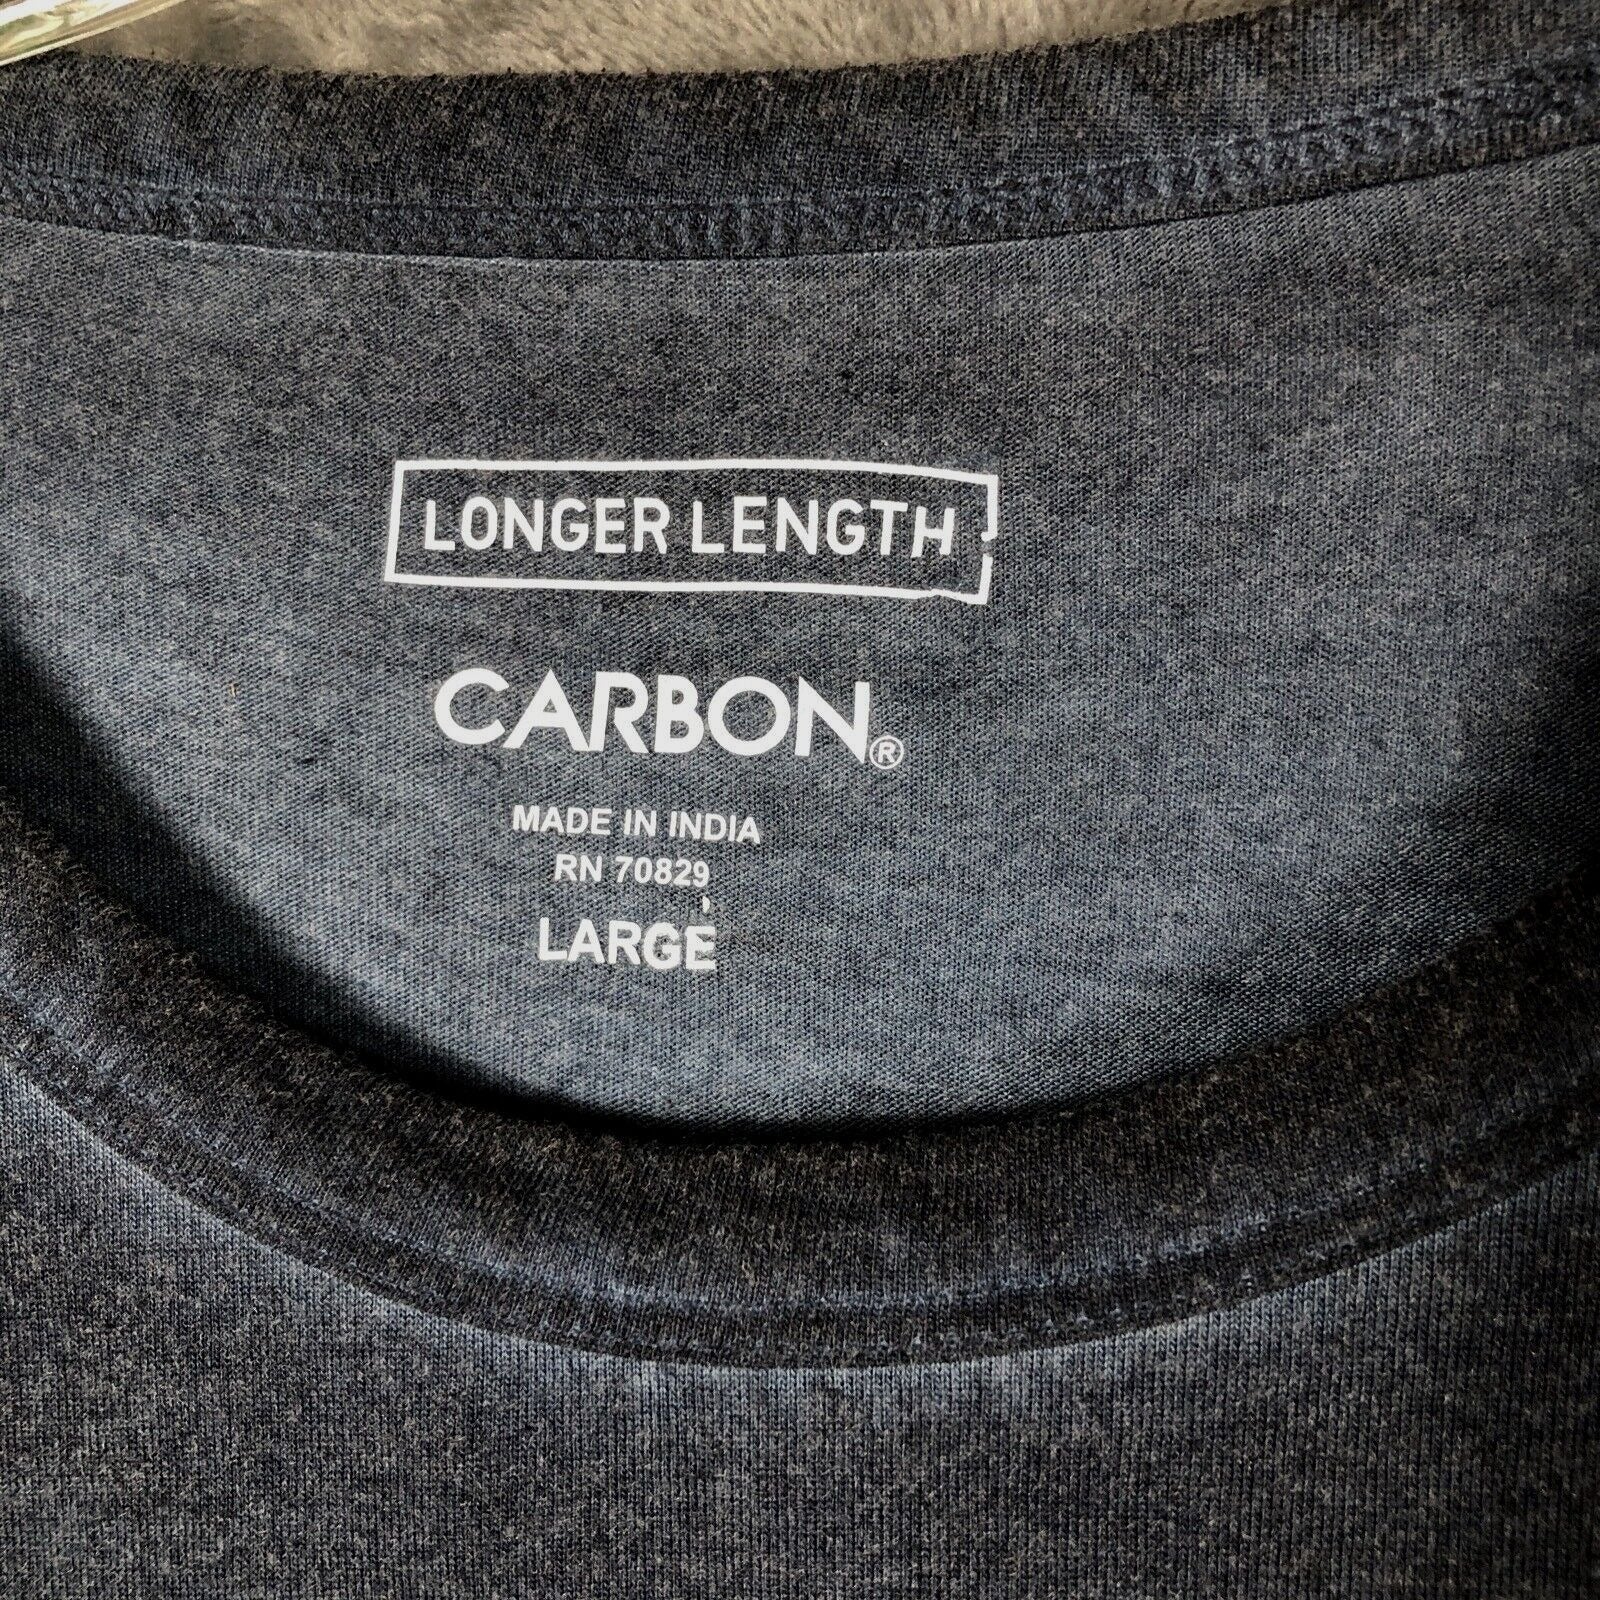 LONGER LENGTH
CARBON®
MADE IN INDIA
RN 70829
LARGE